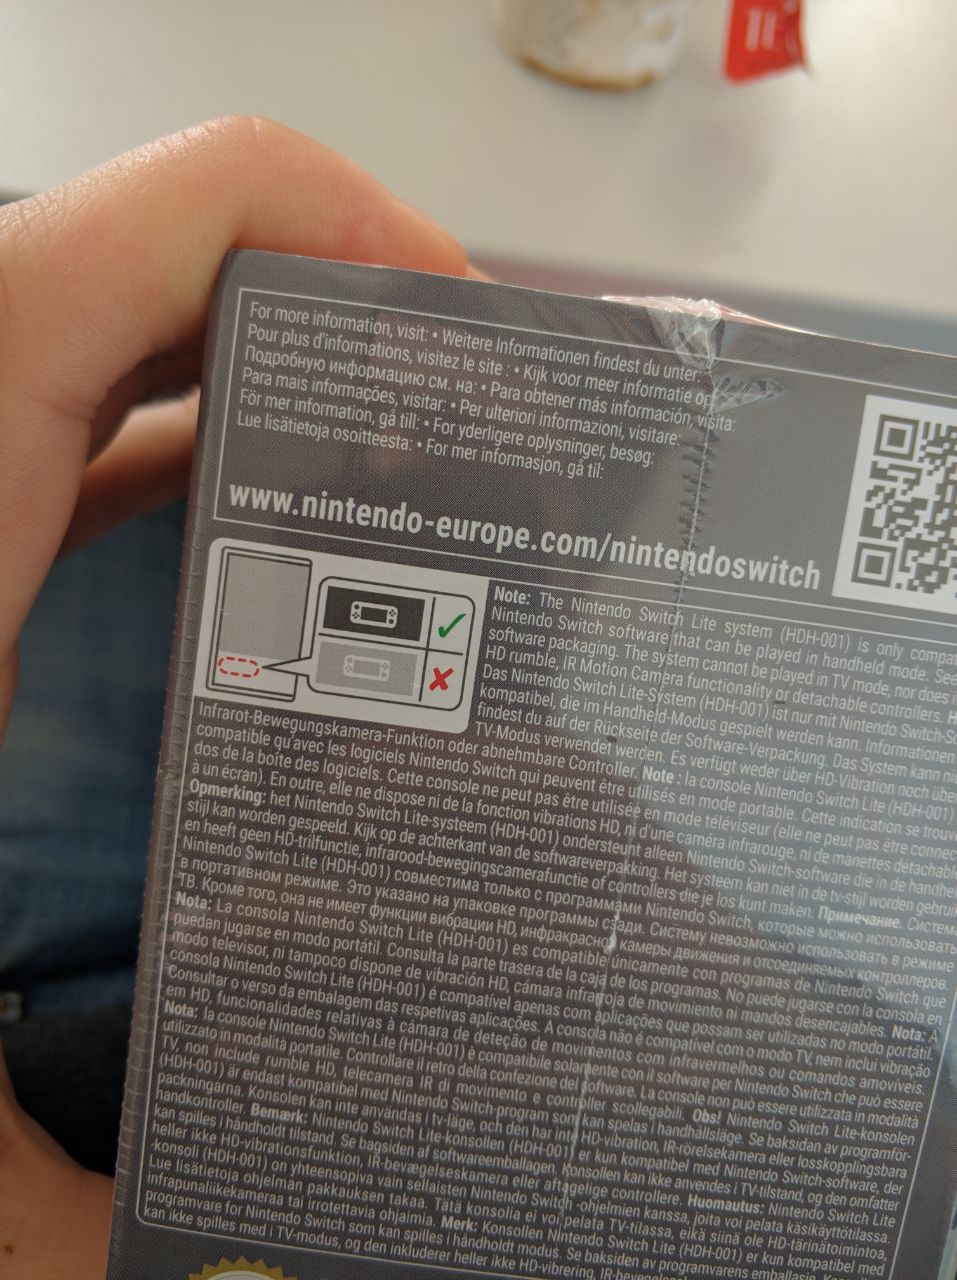 TE
For more information, visit: • Weitere Informationen findest du unter:
Pour plus d'informations, visitez le site : • Kijk voor meer informatie op
Подробную информацию см. на: • Para obtener más información, visita:
Para mais informações, visitar: • Per ulteriori informazioni, visitare:
För mer information, gå till: • For yderligere oplysninger, besøg:
Lue lisätietoja osoitteesta: • For mer informasjon, gå til:
www.nintendo-europe.com/nintendoswitch
Note: The Nintendo Switch Lite system (HDH-001) is only compa
Nintendo Switch software that can be played in handheld mode. See
software packaging. The system cannot be played in TV mode, nor does
HD rumble, IR Motion Camera functionality or detachable controllers. H
Das Nintendo Switch Lite-System (HDH-001) ist nur mit Nintendo Switch-So
kompatibel, die im Handheld-Modus gespielt werden kann. Informationen
findest du auf der Rückseite der Software-Verpackung. Das System kann ni
TV-Modus verwendet werden. Es verfügt weder über HD-Vibration noch übe
Infrarot-Bewegungskamera-Funktion oder abnehmbare Controller. Note : la console Nintendo Switch Lite (HDH-001)
compatible qu'avec les logiciels Nintendo Switch qui peuvent être utilisés en mode portable. Cette indication se trouve
dos de la boîte des logiciels. Cette console ne peut pas être utilisée en mode téléviseur (elle ne peut pas être connec
à un écran). En outre, elle ne dispose ni de la fonction vibrations HD, ni d'une caméra infrarouge, ni de manettes détachable
Opmerking: het Nintendo Switch Lite-systeem (HDH-001) ondersteunt alleen Nintendo Switch-software die in de handhe
stijl kan worden gespeeld. Kijk op de achterkant van de softwareverpakking. Het systeem kan niet in de tv-stijl worden gebrui
en heeft geen HD-trilfunctie, infrarood-bewegingscamerafunctie of controllers die je los kunt maken. Примечание. Систем
Nintendo Switch Lite (HDH-001) совместима только с программами Nintendo Switch, которые можно использовать
в портативном режиме. Это указано на упаковке программы сзади. Систему невозможно использовать в режиме
ТВ. Кроме того, она не имеет функции вибрации HD, инфракрасной камеры движения и отсоединяемых контроллеров.
Nota: La consola Nintendo Switch Lite (HDH-001) es compatible únicamente con programas de Nintendo Switch que
puedan jugarse en modo portátil. Consulta la parte trasera de la caja de los programas. No puede jugarse con la consola en
modo televisor, ni tampoco dispone de vibración HD, cámara infrarroja de movimiento ni mandos desencajables. Nota: A
consola Nintendo Switch Lite (HDH-001) é compatível apenas com aplicações que possam ser utilizadas no modo portátil.
Consultar o verso da embalagem das respetivas aplicações. A consola não é compatível com o modo TV, nem inclui vibração
em HD, funcionalidades relativas à câmara de deteção de movimentos com infravermelhos ou comandos amovíveis.
Nota: la console Nintendo Switch Lite (HDH-001) è compatibile solamente con il software per Nintendo Switch che può essere
utilizzato in modalità portatile. Controllare il retro della confezione del software. La console non può essere utilizzata in modalità
TV, non include rumble HD, telecamera IR di movimento e controller scollegabili. Obs! Nintendo Switch Lite-konsolen
(HDH-001) är endast kompatibel med Nintendo Switch-program som kan spelas i handhållsläge. Se baksidan av programför-
packningarna. Konsolen kan inte användas i tv-läge, och den har inte HD-vibration, IR-rörelsekamera eller losskopplingsbara
handkontroller. Bemærk: Nintendo Switch Lite-konsollen (HDH-001) er kun kompatibel med Nintendo Switch-software, der
kan spilles i håndholdt tilstand. Se bagsiden af softwareemballagen. Konsollen kan ikke anvendes i TV-tilstand, og den omfatter
heller ikke HD-vibrationsfunktion, IR-bevægelseskamera eller aftagelige controllere. Huomautus: Nintendo Switch Lite
-konsoli (HDH-001) on yhteensopiva vain sellaisten Nintendo Switch -ohjelmien kanssa, joita voi pelata käsikäyttötilassa.
Lue lisätietoja ohjelman pakkauksen takaa. Tätä konsolia ei voi pelata TV-tilassa, eikä siinä ole HD-tärinätoimintoa,
infrapunaliikekameraa tai irrotettavia ohjaimia. Merk: Konsollen Nintendo Switch Lite (HDH-001) er kun kompatibel med
programvare for Nintendo Switch som kan spilles i håndholdt modus. Se baksiden av programvarens emballasje
kan ikke spilles med i TV-modus, og den inkluderer heller ikke HD-vibrering, IR-bevegelse